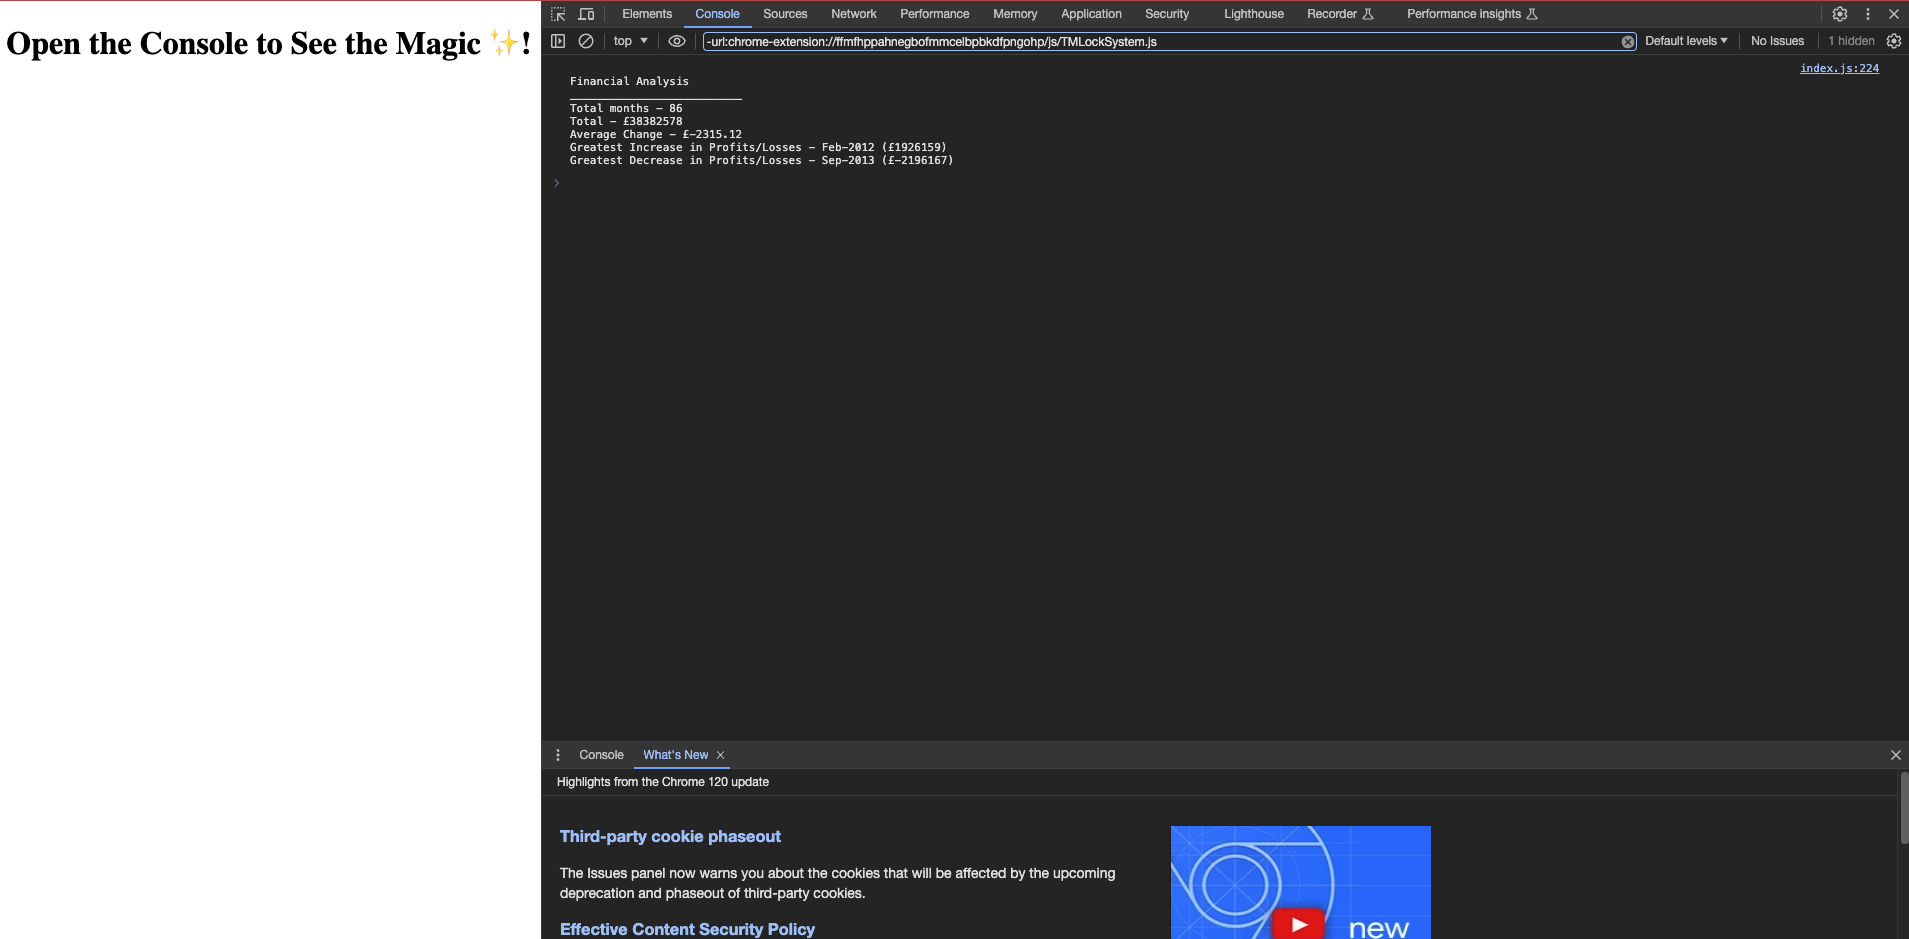 Open the Console to See the Magic ✨!
Elements Console Sources Network Performance Memory Application Security Lighthouse Recorder Performance insights
top -url:chrome-extension://ffmfhppahnegbofmmcelbpbkdfpngohp/js/TMLockSystem.js Default levels No Issues 1 hidden
index.js:224
Financial Analysis
Total months – 86
Total – £38382578
Average Change – £-2315.12
Greatest Increase in Profits/Losses – Feb-2012 (£1926159)
Greatest Decrease in Profits/Losses – Sep-2013 (£-2196167)
Console What's New
Highlights from the Chrome 120 update
Third-party cookie phaseout
The Issues panel now warns you about the cookies that will be affected by the upcoming
deprecation and phaseout of third-party cookies.
Effective Content Security Policy
new